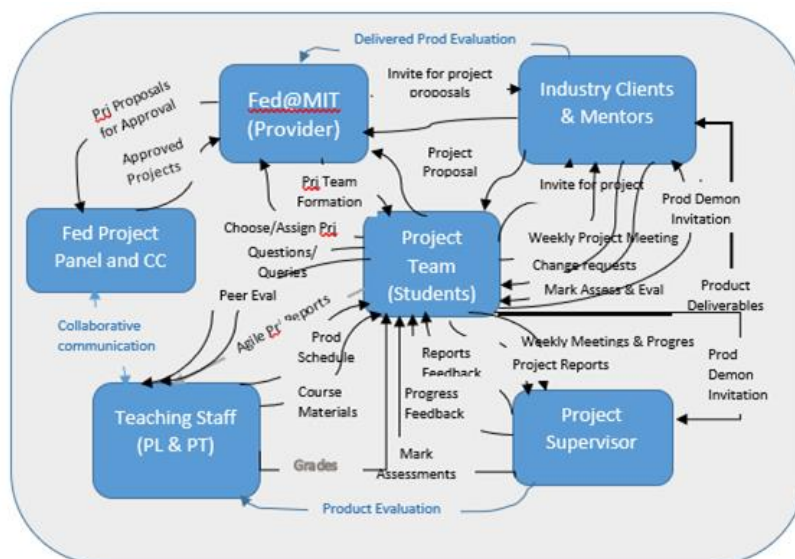 Delivered Prod Evaluation
Fed@MIT
(Provider)
Invite for project
proposals
Industry Clients
& Mentors
Prj Proposals
for Approval
Approved
Projects
Project
Proposal
Prj Team
Formation
Invite for project
Prod Demon
Invitation
Fed Project
Panel and CC
Choose/Assign Prj
Questions/
Queries
Project
Team
(Students)
Weekly Project Meeting
Change requests
Mark Assess & Eval
Peer Eval
Agile Prj Reports
Product
Deliverables
Collaborative
communication
Prod
Schedule
Reports
Feedback
Weekly Meetings & Progres
Project Reports
Prod
Demon
Invitation
Teaching Staff
(PL & PT)
Course
Materials
Progress
Feedback
Project
Supervisor
Grades
Mark
Assessments
Product Evaluation